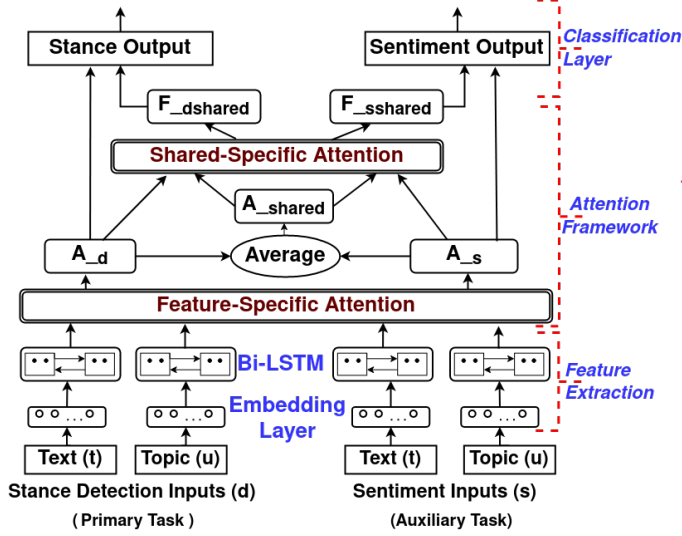 Stance Output
Sentiment Output
Classification
Layer
F_dshared
F_sshared
Shared-Specific Attention
A_shared
Attention
Framework
A_d
Average
A_s
Feature-Specific Attention
Bi-LSTM
Feature
Extraction
Embedding
Layer
Text (t)
Topic (u)
Text (t)
Topic (u)
Stance Detection Inputs (d)
Sentiment Inputs (s)
( Primary Task )
(Auxiliary Task)